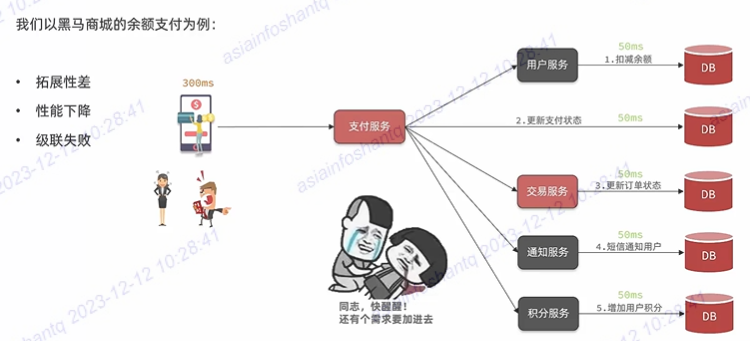 我们以黑马商城的余额支付为例：
• 拓展性差
• 性能下降
• 级联失败
300ms
支付服务
用户服务
50ms
1.扣减余额
DB
2.更新支付状态
50ms
DB
交易服务
50ms
3.更新订单状态
DB
通知服务
50ms
4.短信通知用户
DB
积分服务
50ms
5.增加用户积分
DB
同志，快醒醒！
还有个需求要加进去
asiainfoshantq 2023-12-12 10:28:41